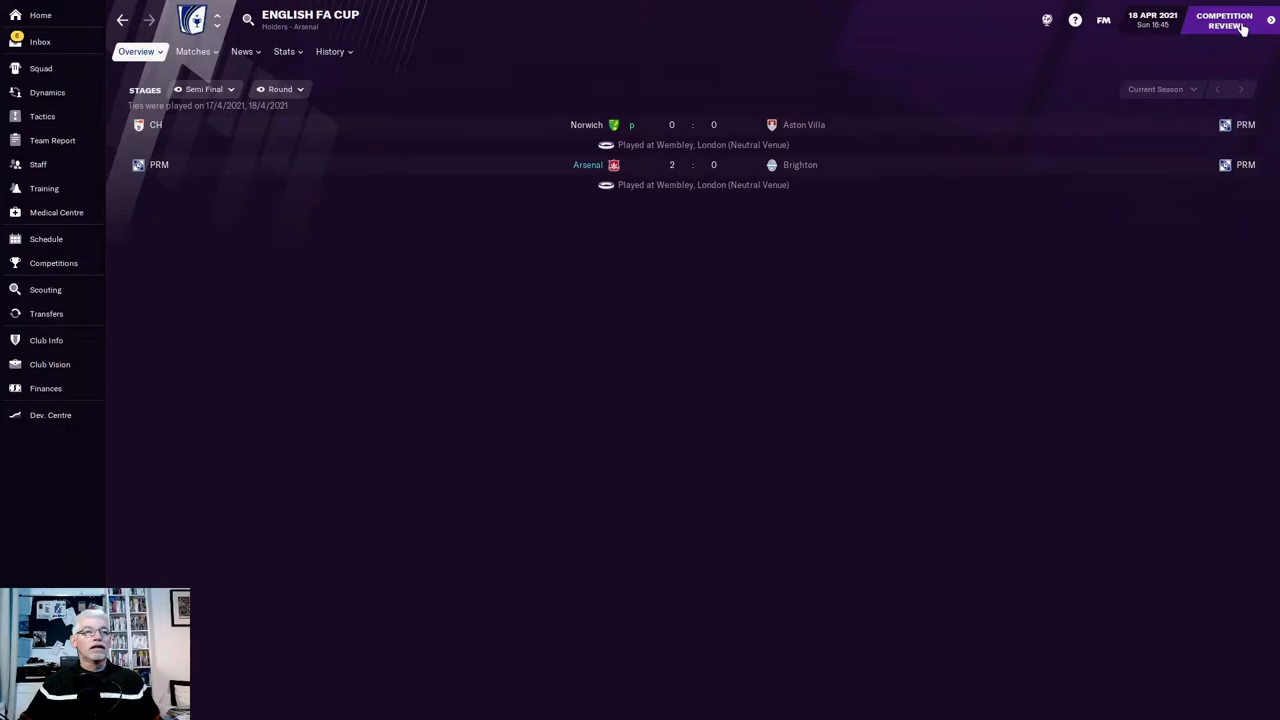 Home
ENGLISH FA CUP
Holders - Arsenal
FM
18 APR 2021
Sun 16:45
COMPETITION
REVIEW
6
Inbox
Overview
Matches
News
Stats
History
Squad
Dynamics
Tactics
Team Report
Staff
Training
Medical Centre
Schedule
Competitions
Scouting
Transfers
Club Info
Club Vision
Finances
Dev. Centre
STAGES
Semi Final
Round
Current Season
Ties were played on 17/4/2021, 18/4/2021
CH Norwich p 0 : 0 Aston Villa PRM
Played at Wembley, London (Neutral Venue)
PRM Arsenal 2 : 0 Brighton PRM
Played at Wembley, London (Neutral Venue)